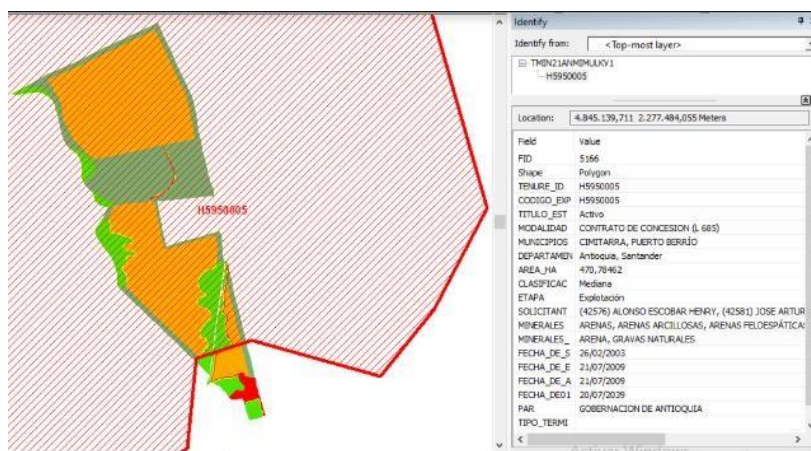 H5950005
Identify
Identify from: <Top-most layer>
TMIN21ANMIMULKV1
H5950005
Location: 4.845.139,711 2.277.484,055 Meters
Field Value
FID 5166
Shape Polygon
TENURE_ID H5950005
CODIGO_EXP H5950005
TITULO_EST Activo
MODALIDAD CONTRATO DE CONCESION (L 685)
MUNICIPIOS CIMITARRA, PUERTO BERRÍO
DEPARTAMEN Antioquia, Santander
AREA_HA 470,78462
CLASIFICAC Mediana
ETAPA Explotación
SOLICITANT (42576) ALONSO ESCOBAR HENRY, (42581) JOSE ARTUR
MINERALES ARENAS, ARENAS ARCILLOSAS, ARENAS FELDESPÁTICA
MINERALES_ ARENA, GRAVAS NATURALES
FECHA_DE_S 26/02/2003
FECHA_DE_E 21/07/2009
FECHA_DE_A 21/07/2009
FECHA_DE01 20/07/2039
PAR GOBERNACION DE ANTIOQUIA
TIPO_TERMI